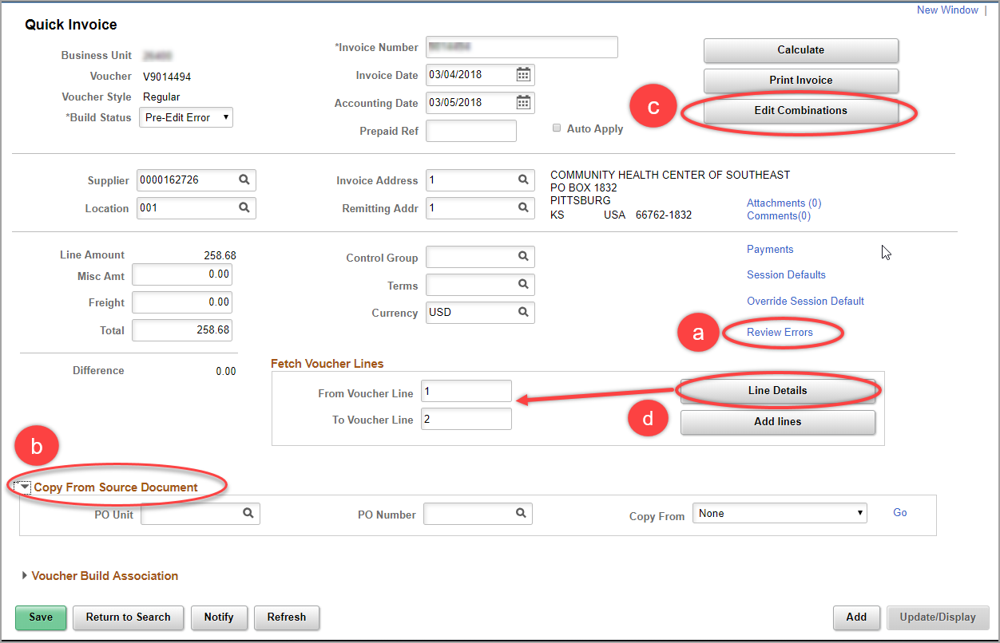 New Window |
Quick Invoice
Business Unit
Voucher V9014494
Voucher Style Regular
*Build Status Pre-Edit Error
*Invoice Number
Invoice Date 03/04/2018
Accounting Date 03/05/2018
Prepaid Ref
Auto Apply
Calculate
Print Invoice
c
Edit Combinations
Supplier 0000162726
Location 001
Invoice Address 1
Remitting Addr 1
COMMUNITY HEALTH CENTER OF SOUTHEAST
PO BOX 1832
PITTSBURG
KS USA 66762-1832
Attachments (0)
Comments(0)
Line Amount 258.68
Misc Amt 0.00
Freight 0.00
Total 258.68
Difference 0.00
Control Group
Terms
Currency USD
Payments
Session Defaults
Override Session Default
a
Review Errors
Fetch Voucher Lines
From Voucher Line 1
To Voucher Line 2
Line Details
d
Add lines
b
Copy From Source Document
PO Unit
PO Number
Copy From None
Go
Voucher Build Association
Save
Return to Search
Notify
Refresh
Add
Update/Display